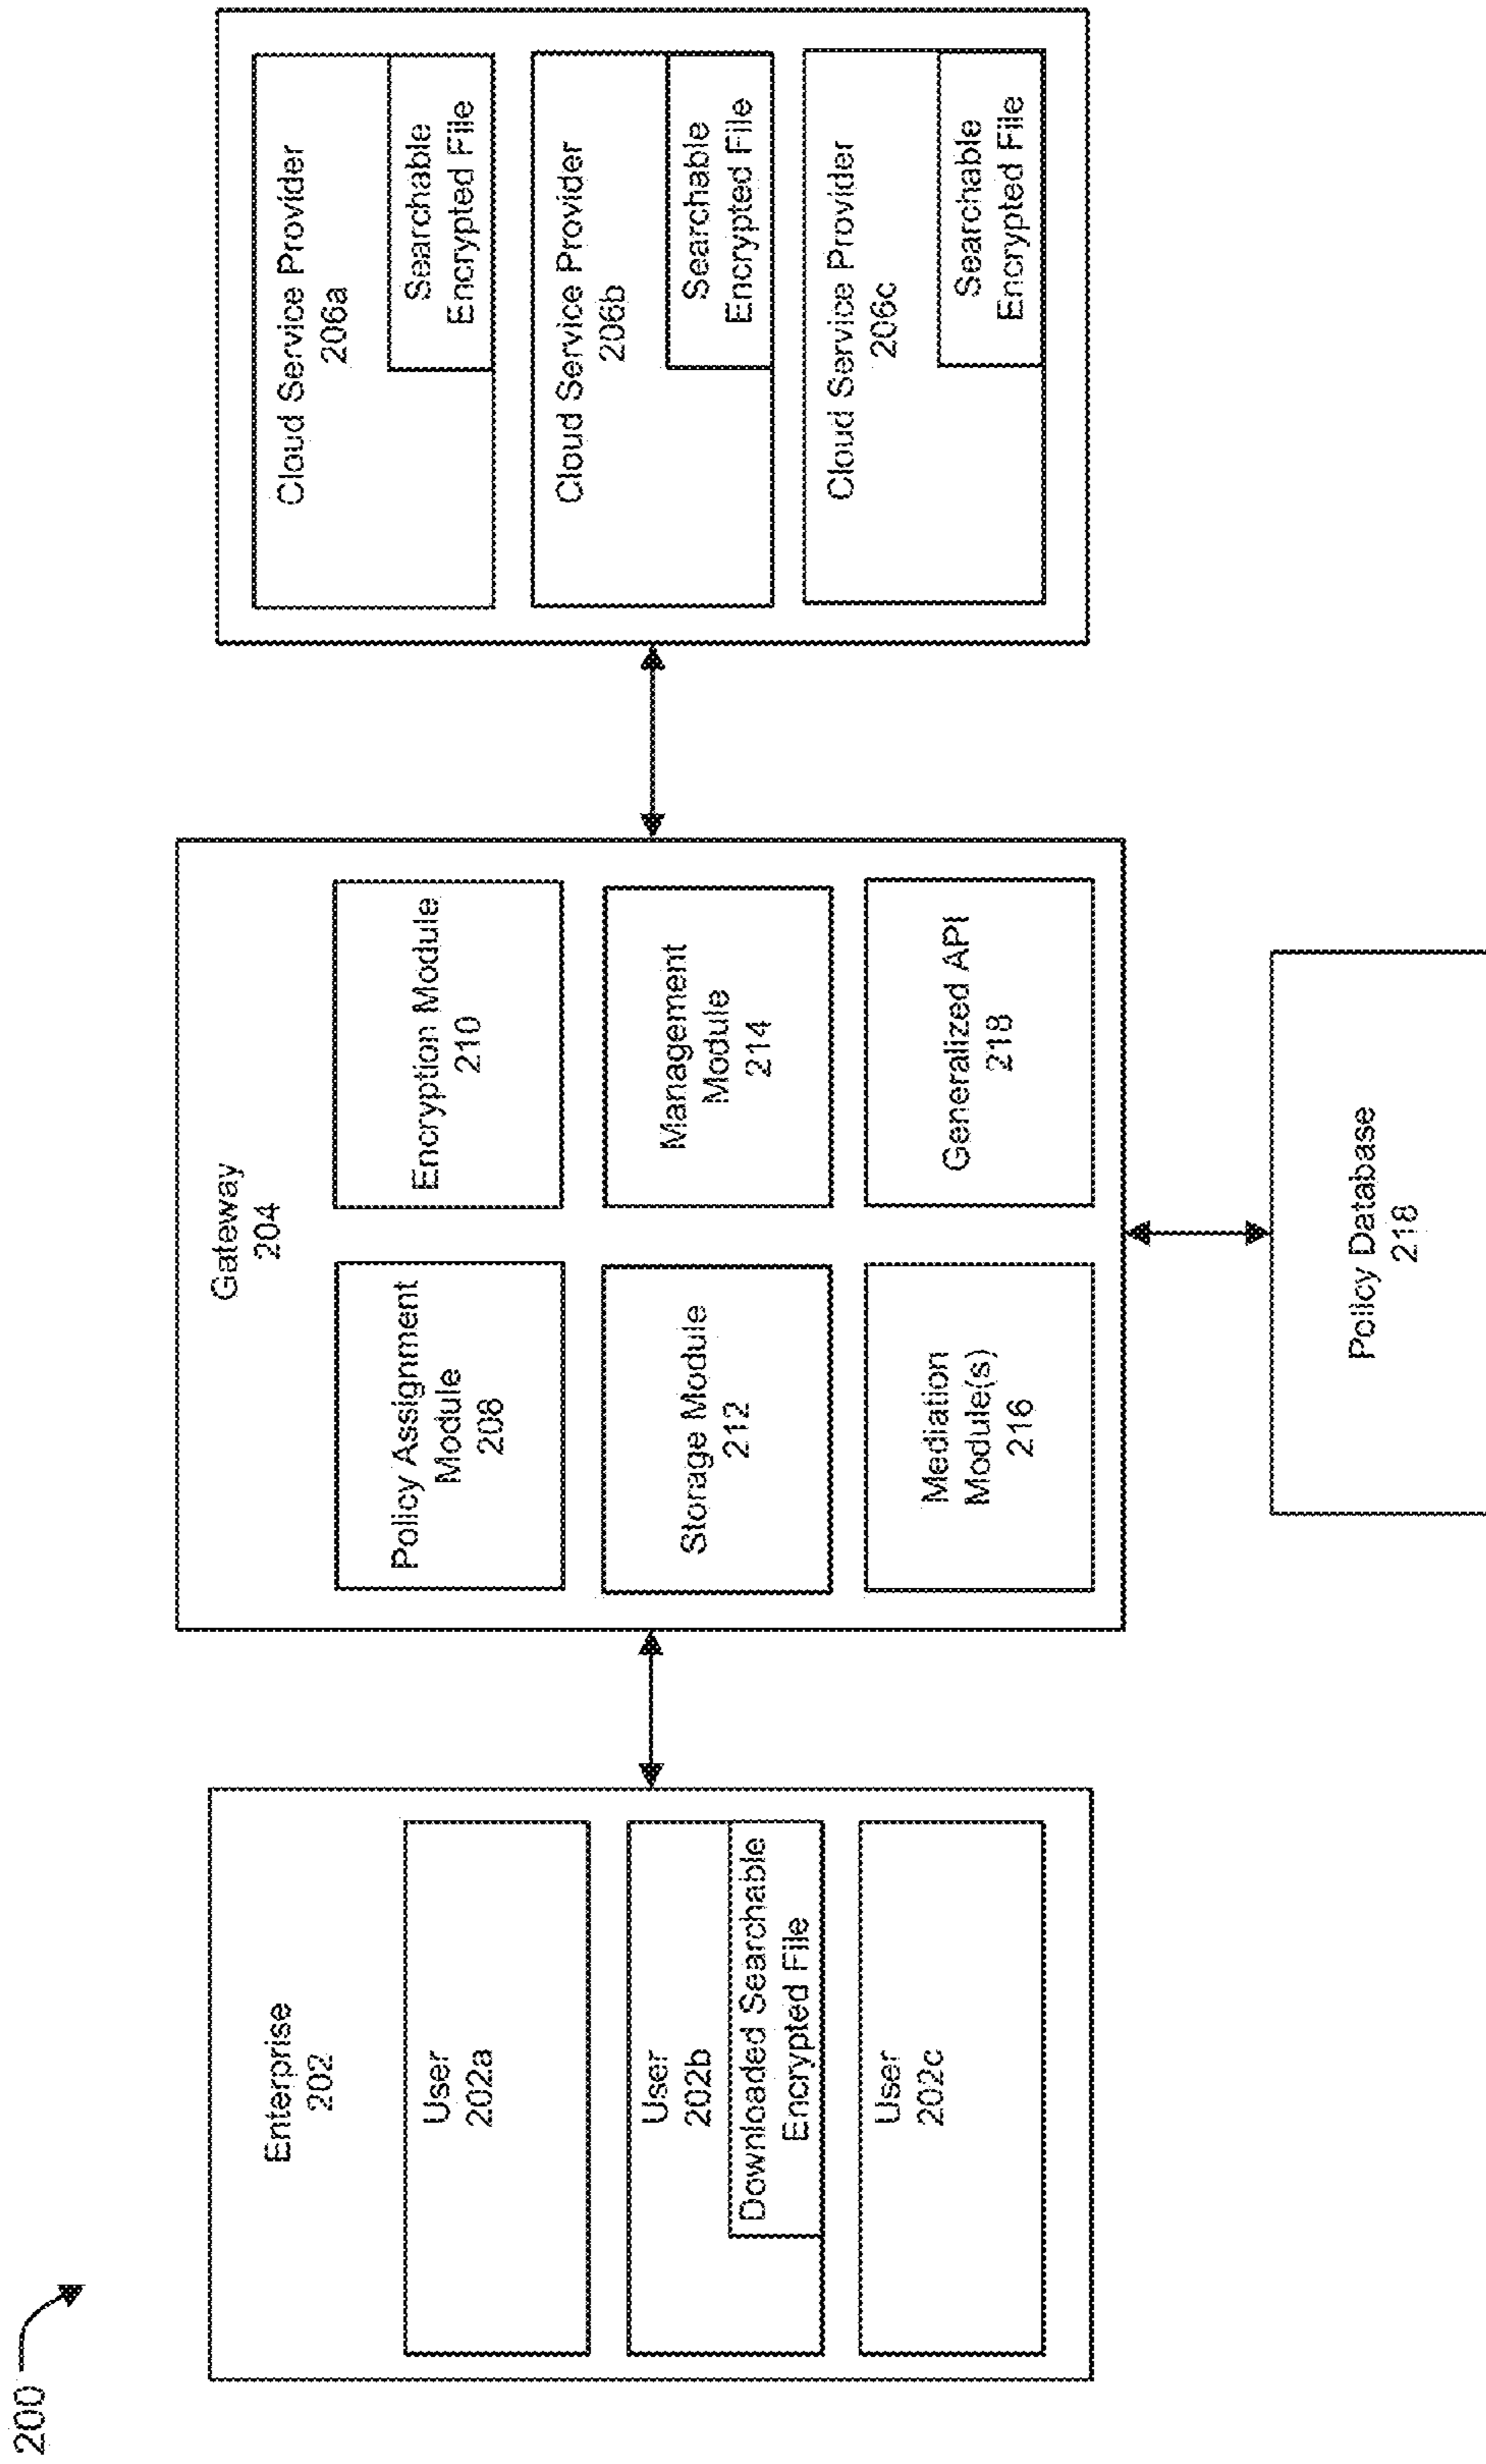 200
Enterprise
202
User
202a
User
202b
Downloaded Searchable
Encrypted File
User
202c
Gateway
204
Policy Assignment
Module
208
Encryption Module
210
Storage Module
212
Management
Module
214
Mediation
Module(s)
216
Generalized API
218
Policy Database
218
Cloud Service Provider
206a
Searchable
Encrypted File
Cloud Service Provider
206b
Searchable
Encrypted File
Cloud Service Provider
206c
Searchable
Encrypted File